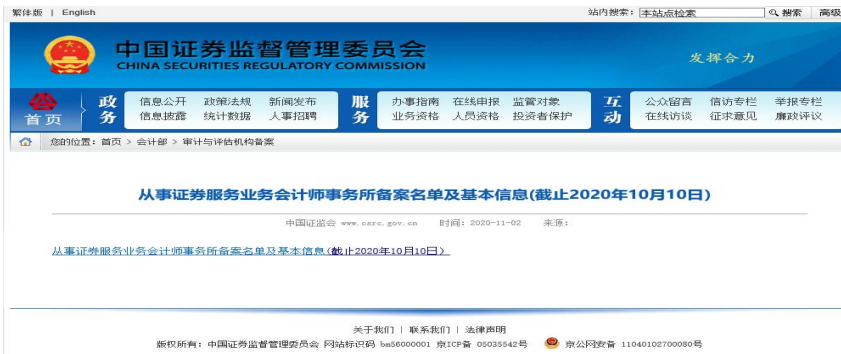 繁体版 | English 站内搜索: 本站点检索 搜索 高级
中国证券监督管理委员会
CHINA SECURITIES REGULATORY COMMISSION
发挥合力
首页 政务 信息公开 政策法规 新闻发布 服务 办事指南 在线申报 监管对象 互动 公众留言 信访专栏 举报专栏
信息披露 统计数据 人事招聘 业务资格 人员资格 投资者保护 在线访谈 征求意见 廉政评议
您的位置: 首页 > 会计部 > 审计与评估机构备案
从事证券服务业务会计师事务所备案名单及基本信息(截止2020年10月10日)
中国证监会 www.csrc.gov.cn 时间: 2020-11-02 来源:
从事证券服务业务会计师事务所备案名单及基本信息(截止2020年10月10日)
关于我们 | 联系我们 | 法律声明
版权所有: 中国证券监督管理委员会 网站标识码 bm56000001 京ICP备 05035542号 京公网安备 11040102700080号